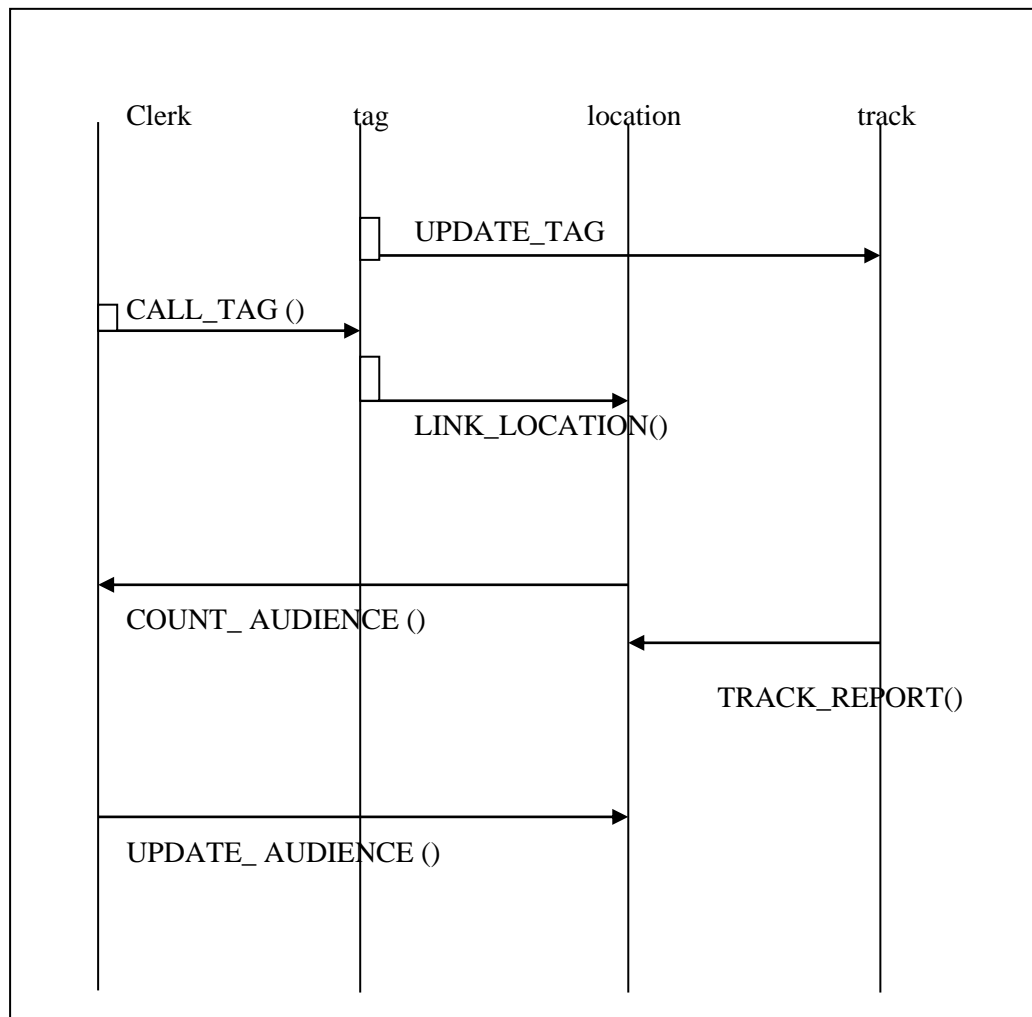 Clerk tag location track
UPDATE_TAG
CALL_TAG ()
LINK_LOCATION()
COUNT_ AUDIENCE ()
TRACK_REPORT()
UPDATE_ AUDIENCE ()